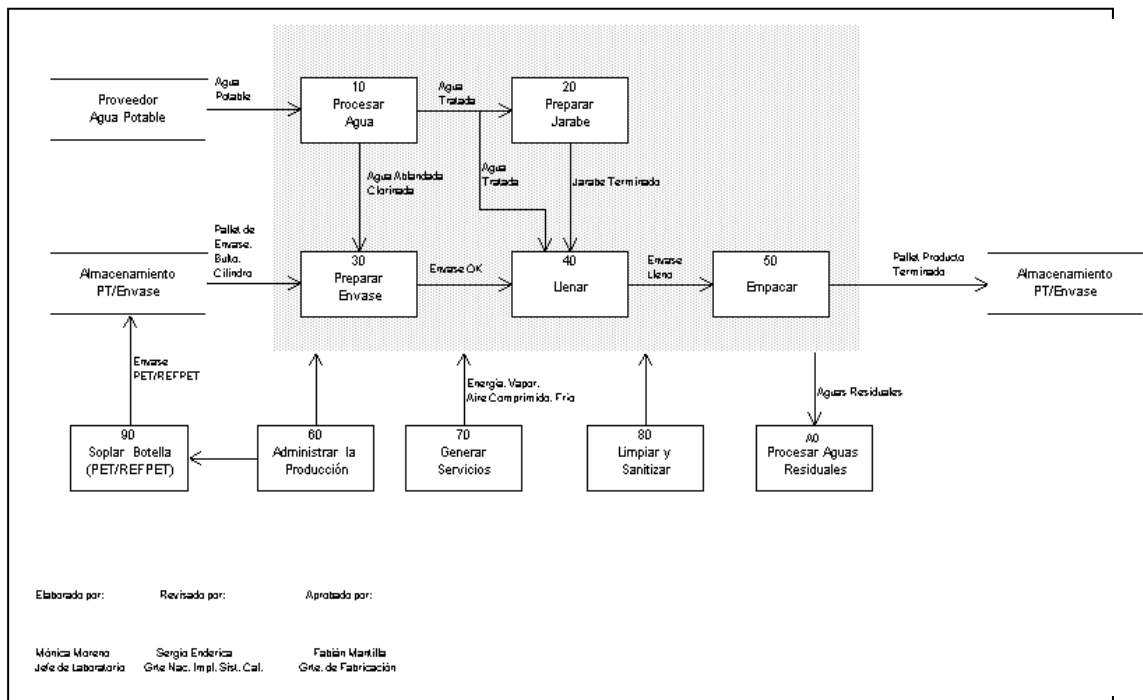 Proveedor
Agua Potable
Agua
Potable
10
Procesar
Agua
Agua
Tratada
20
Preparar
Jarabe
Agua Ablandada
Clorinada
Agua
Tratada
Jarabe Terminado
Almacenamiento
PT/Envase
Pallet de
Envase.
Bulto.
Cilindro
30
Preparar
Envase
Envase OK
40
Llenar
Envase
Lleno
50
Empacar
Pallet Producto
Terminado
Almacenamiento
PT/Envase
Envase
PET/REFPET
Energía. Vapor.
Aire Comprimido. Frío
Aguas Residuales
90
Soplar Botella
(PET/REFPET)
60
Administrar la
Producción
70
Generar
Servicios
80
Limpiar y
Sanitizar
A0
Procesar Aguas
Residuales
Elaborado por: Revisado por: Aprobado por:
Mónica Moreno Sergio Enderica Fabián Mantilla
Jefe de Laboratorio Grte Nac. Impl. Sist. Cal. Grte. de Fabricación